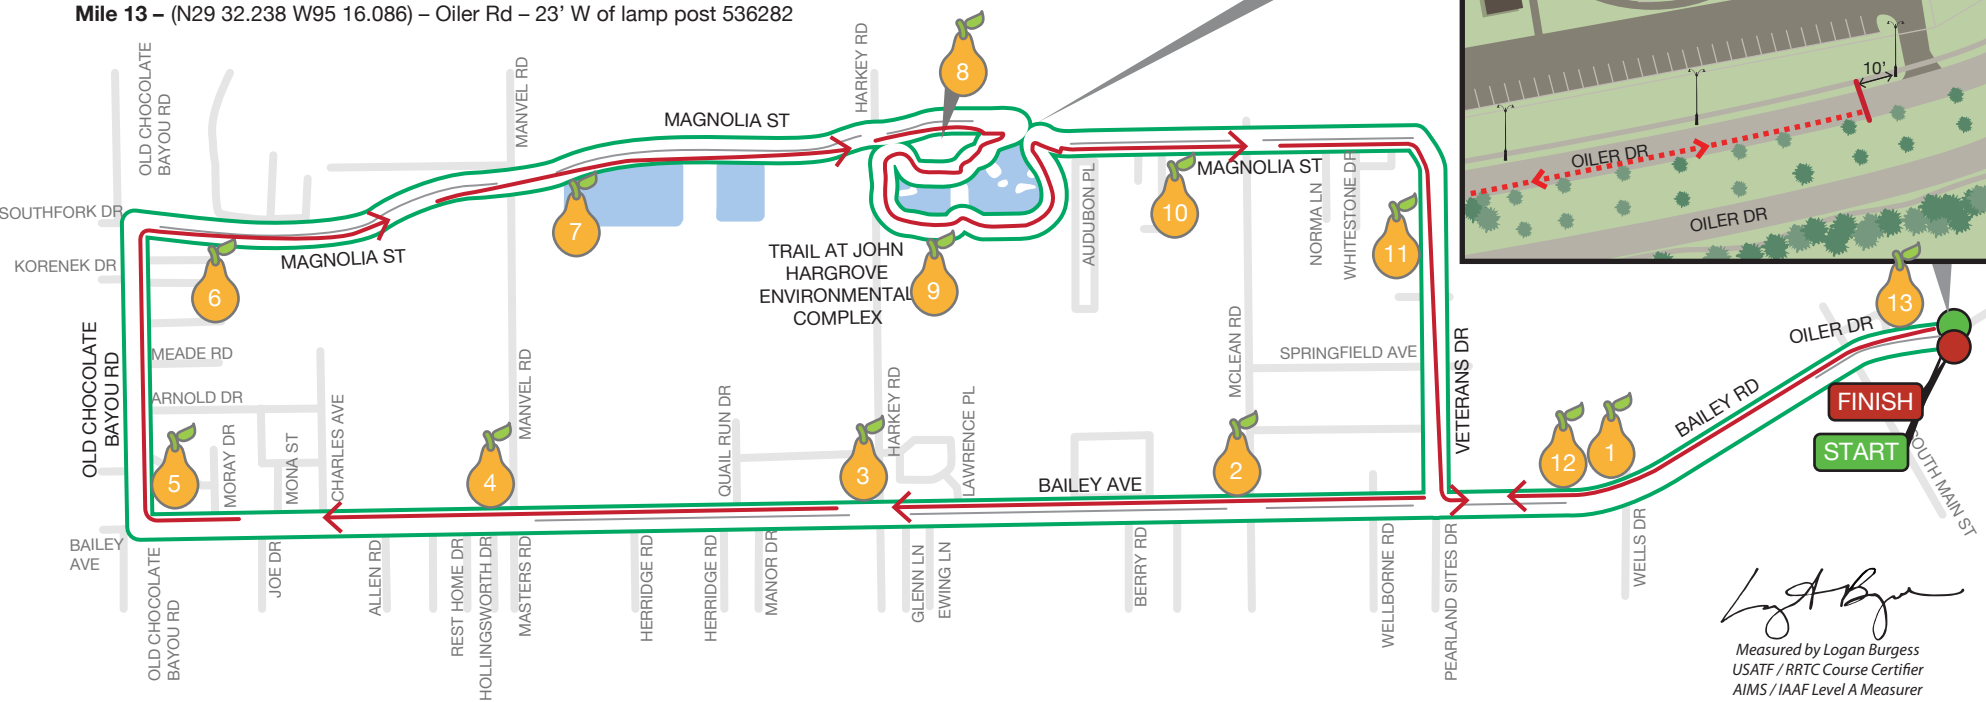 Mile 13 – (N29 32.238 W95 16.086) – Oiler Rd – 23’ W of lamp post 536282
OLD CHOCOLATE
BAYOU RD
MANVEL RD
MAGNOLIA ST
HARKEY RD
8
10’
OILER DR
OILER DR
SOUTHFORK DR
KORENEK DR
6
MAGNOLIA ST
7
TRAIL AT JOHN
HARGROVE
ENVIRONMENTAL
COMPLEX
9
AUDUBON PL
10
MAGNOLIA ST
NORMA LN
WHITESTONE DR
11
13
OILER DR
OLD CHOCOLATE
BAYOU RD
MEADE RD
ARNOLD DR
MANVEL RD
MCLEAN RD
SPRINGFIELD AVE
VETERANS DR
BAILEY RD
FINISH
START
SOUTH MAIN ST
5
MORAY DR
MONA ST
CHARLES AVE
4
QUAIL RUN DR
3
HARKEY RD
LAWRENCE PL
BAILEY AVE
2
12
1
BAILEY
AVE
OLD CHOCOLATE
BAYOU RD
JOE DR
ALLEN RD
REST HOME DR
HOLLINGSWORTH DR
MASTERS RD
HERRIDGE RD
HERRIDGE RD
MANOR DR
GLENN LN
EWING LN
BERRY RD
WELLBORNE RD
PEARLAND SITES DR
WELLS DR
Measured by Logan Burgess
USATF / RRTC Course Certifier
AIMS / IAAF Level A Measurer